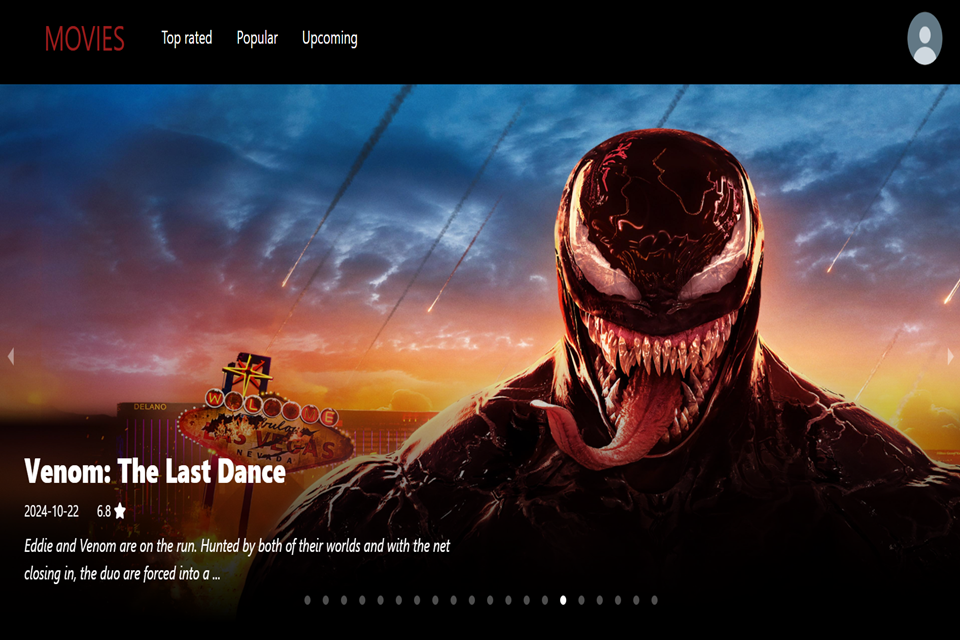 MOVIES
Top rated Popular Upcoming
DELANO
WELCOME
Fabulous
LAS VEGAS
NEVADA
Venom: The Last Dance
2024-10-22 6.8
Eddie and Venom are on the run. Hunted by both of their worlds and with the net
closing in, the duo are forced into a ...